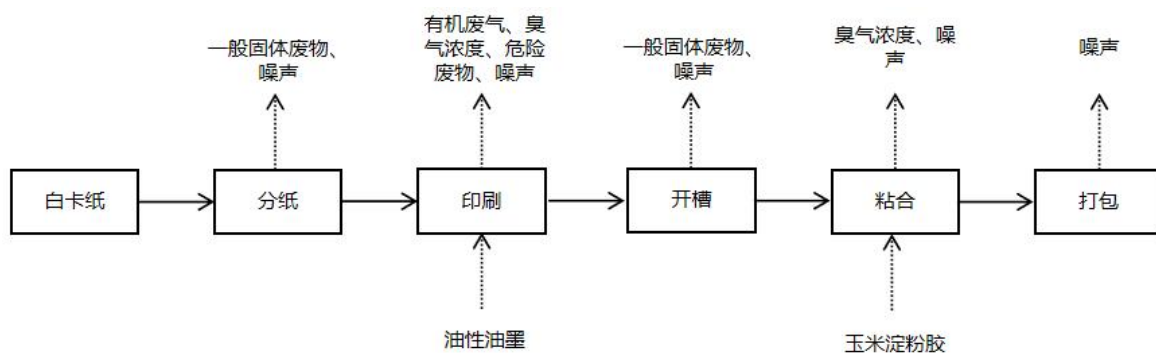 一般固体废物、
噪声
有机废气、臭
气浓度、危险
废物、噪声
一般固体废物、
噪声
臭气浓度、噪
声
噪声
白卡纸
分纸
印刷
开槽
粘合
打包
油性油墨
玉米淀粉胶